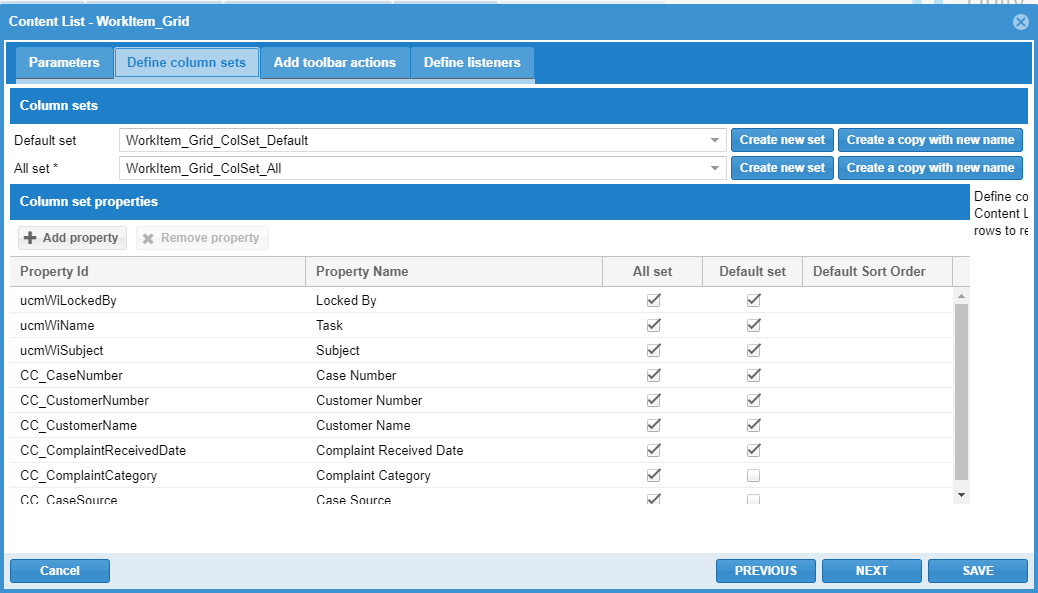 Content List - WorkItem_Grid
Parameters Define column sets Add toolbar actions Define listeners
Column sets
Default set WorkItem_Grid_ColSet_Default Create new set Create a copy with new name
All set * WorkItem_Grid_ColSet_All Create new set Create a copy with new name
Column set properties
Define co
Content L
rows to re
Add property Remove property
Property Id Property Name All set Default set Default Sort Order
ucmWiLockedBy Locked By
ucmWiName Task
ucmWiSubject Subject
CC_CaseNumber Case Number
CC_CustomerNumber Customer Number
CC_CustomerName Customer Name
CC_ComplaintReceivedDate Complaint Received Date
CC_ComplaintCategory Complaint Category
CC_CaseSource Case Source
Cancel PREVIOUS NEXT SAVE